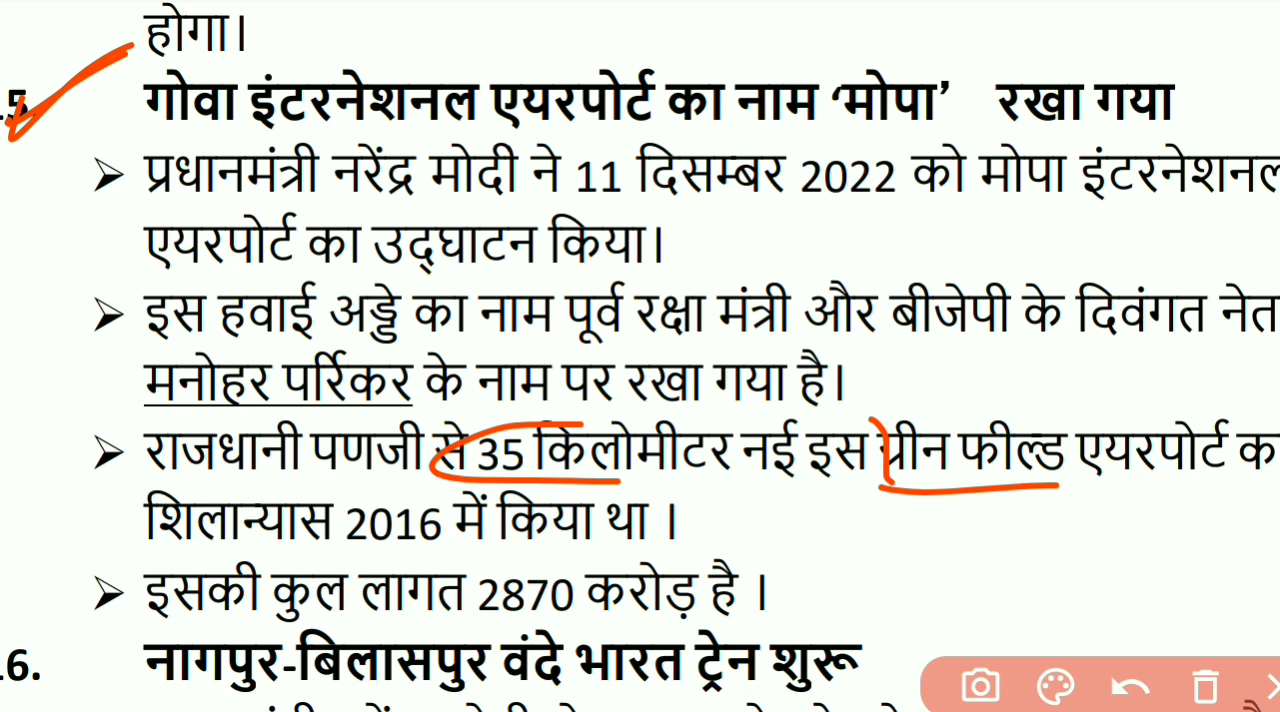 होगा।
.5. गोवा इंटरनेशनल एयरपोर्ट का नाम ‘मोपा’ रखा गया
➢ प्रधानमंत्री नरेंद्र मोदी ने 11 दिसम्बर 2022 को मोपा इंटरनेशनल
एयरपोर्ट का उद्घाटन किया।
➢ इस हवाई अड्डे का नाम पूर्व रक्षा मंत्री और बीजेपी के दिवंगत नेत
मनोहर पर्रिकर के नाम पर रखा गया है।
➢ राजधानी पणजी से 35 किलोमीटर नई इस ग्रीन फील्ड एयरपोर्ट क
शिलान्यास 2016 में किया था ।
➢ इसकी कुल लागत 2870 करोड़ है ।
.6. नागपुर-बिलासपुर वंदे भारत ट्रेन शुरू